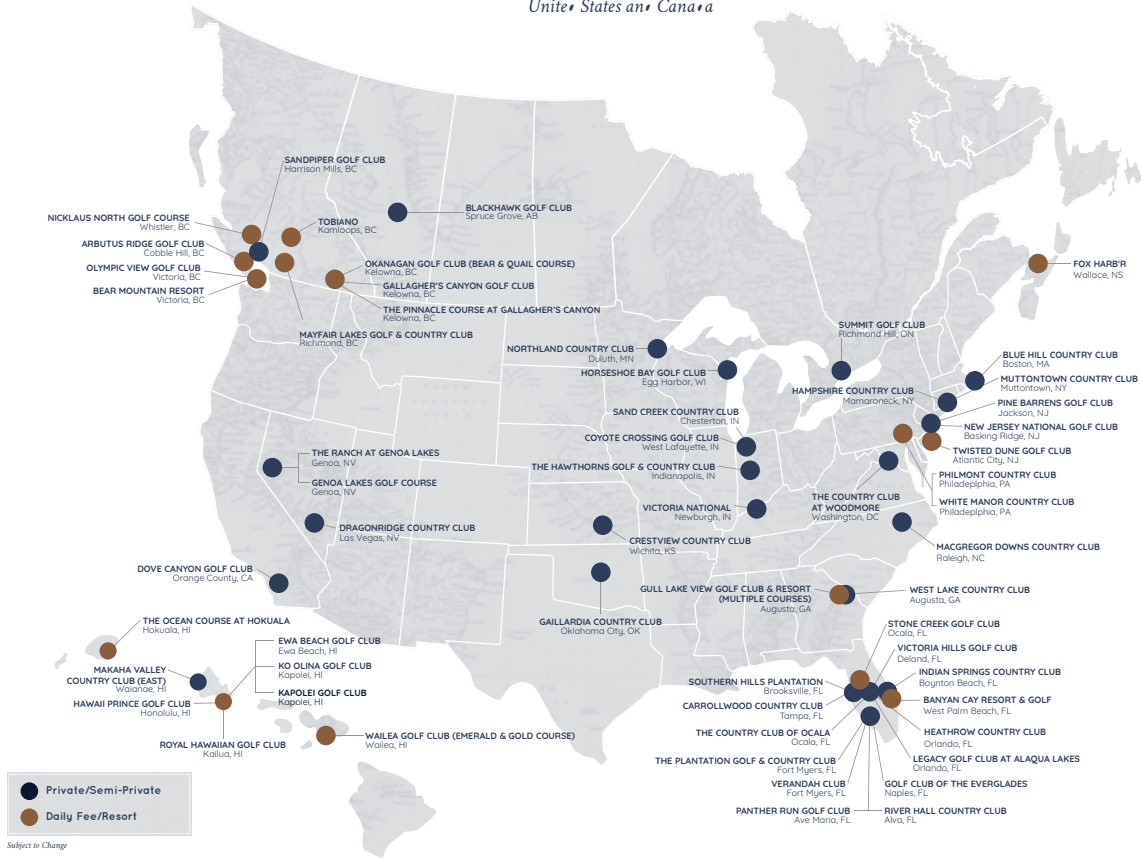 Unite• States an• Cana•a
SANDPIPER GOLF CLUB
Harrison Mills, BC
NICKLAUS NORTH GOLF COURSE
Whistler, BC
TOBIANO
Kamloops, BC
BLACKHAWK GOLF CLUB
Spruce Grove, AB
ARBUTUS RIDGE GOLF CLUB
Cobble Hill, BC
OLYMPIC VIEW GOLF CLUB
Victoria, BC
BEAR MOUNTAIN RESORT
Victoria, BC
OKANAGAN GOLF CLUB (BEAR & QUAIL COURSE)
Kelowna, BC
GALLAGHER'S CANYON GOLF CLUB
Kelowna, BC
THE PINNACLE COURSE AT GALLAGHER'S CANYON
Kelowna, BC
MAYFAIR LAKES GOLF & COUNTRY CLUB
Richmond, BC
FOX HARB'R
Wallace, NS
SUMMIT GOLF CLUB
Richmond Hill, ON
NORTHLAND COUNTRY CLUB
Duluth, MN
HORSESHOE BAY GOLF CLUB
Egg Harbor, WI
BLUE HILL COUNTRY CLUB
Boston, MA
MUTTONTOWN COUNTRY CLUB
Muttontown, NY
HAMPSHIRE COUNTRY CLUB
Mamaroneck, NY
PINE BARRENS GOLF CLUB
Jackson, NJ
SAND CREEK COUNTRY CLUB
Chesterton, IN
NEW JERSEY NATIONAL GOLF CLUB
Basking Ridge, NJ
COYOTE CROSSING GOLF CLUB
West Lafayette, IN
TWISTED DUNE GOLF CLUB
Atlantic City, NJ
THE RANCH AT GENOA LAKES
Genoa, NV
THE HAWTHORNS GOLF & COUNTRY CLUB
Indianapolis, IN
PHILMONT COUNTRY CLUB
Philadeplphia, PA
GENOA LAKES GOLF COURSE
Genoa, NV
THE COUNTRY CLUB
AT WOODMORE
Washington, DC
WHITE MANOR COUNTRY CLUB
Philadeplphia, PA
VICTORIA NATIONAL
Newburgh, IN
DRAGONRIDGE COUNTRY CLUB
Las Vegas, NV
CRESTVIEW COUNTRY CLUB
Wichita, KS
MACGREGOR DOWNS COUNTRY CLUB
Raleigh, NC
DOVE CANYON GOLF CLUB
Orange County, CA
GULL LAKE VIEW GOLF CLUB & RESORT
(MULTIPLE COURSES)
Augusta, GA
WEST LAKE COUNTRY CLUB
Augusta, GA
GAILLARDIA COUNTRY CLUB
Oklahoma City, OK
THE OCEAN COURSE AT HOKUALA
Hokuala, HI
STONE CREEK GOLF CLUB
Ocala, FL
EWA BEACH GOLF CLUB
Ewa Beach, HI
VICTORIA HILLS GOLF CLUB
Deland, FL
MAKAHA VALLEY
COUNTRY CLUB (EAST)
Waianae, HI
KO OLINA GOLF CLUB
Kapolei, HI
INDIAN SPRINGS COUNTRY CLUB
Boynton Beach, FL
SOUTHERN HILLS PLANTATION
Brooksville, FL
KAPOLEI GOLF CLUB
Kapolei, HI
BANYAN CAY RESORT & GOLF
West Palm Beach, FL
HAWAII PRINCE GOLF CLUB
Honolulu, HI
CARROLLWOOD COUNTRY CLUB
Tampa, FL
THE COUNTRY CLUB OF OCALA
Ocala, FL
HEATHROW COUNTRY CLUB
Orlando, FL
WAILEA GOLF CLUB (EMERALD & GOLD COURSE)
Wailea, HI
ROYAL HAWAIIAN GOLF CLUB
Kailua, HI
THE PLANTATION GOLF & COUNTRY CLUB
Fort Myers, FL
LEGACY GOLF CLUB AT ALAQUA LAKES
Orlando, FL
VERANDAH CLUB
Fort Myers, FL
GOLF CLUB OF THE EVERGLADES
Naples, FL
PANTHER RUN GOLF CLUB
Ave Maria, FL
RIVER HALL COUNTRY CLUB
Alva, FL
Private/Semi-Private
Daily Fee/Resort
Subject to Change